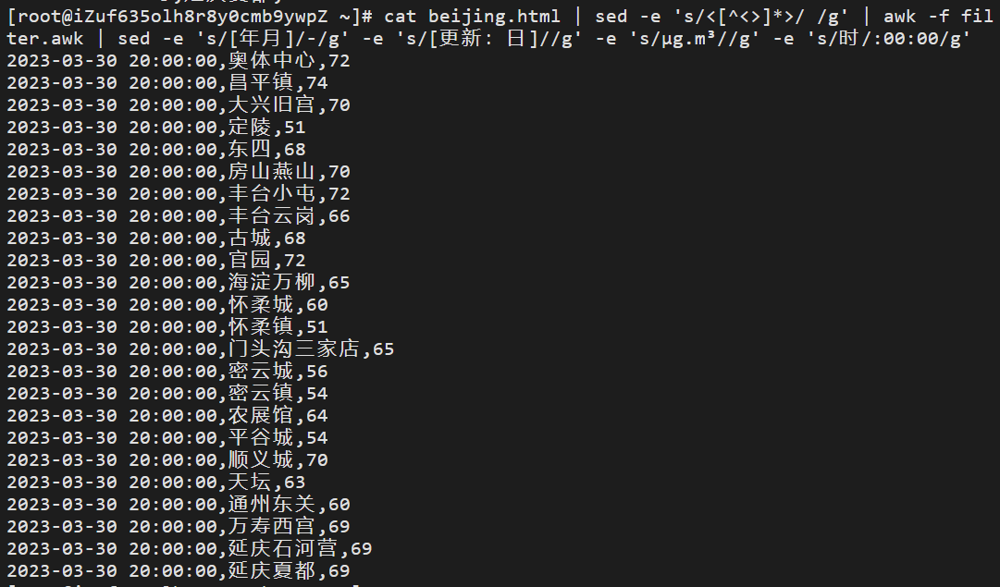 [root@iZuf635olh8r8y0cmb9ywpZ ~]# cat beijing.html | sed -e 's/<[^<>]*>/ /g' | awk -f fil
ter.awk | sed -e 's/[年月]/-/g' -e 's/[更新: 日]//g' -e 's/μg.m³//g' -e 's/时/:00:00/g'
2023-03-30 20:00:00,奥体中心,72
2023-03-30 20:00:00,昌平镇,74
2023-03-30 20:00:00,大兴旧宫,70
2023-03-30 20:00:00,定陵,51
2023-03-30 20:00:00,东四,68
2023-03-30 20:00:00,房山燕山,70
2023-03-30 20:00:00,丰台小屯,72
2023-03-30 20:00:00,丰台云岗,66
2023-03-30 20:00:00,古城,68
2023-03-30 20:00:00,官园,72
2023-03-30 20:00:00,海淀万柳,65
2023-03-30 20:00:00,怀柔城,60
2023-03-30 20:00:00,怀柔镇,51
2023-03-30 20:00:00,门头沟三家店,65
2023-03-30 20:00:00,密云城,56
2023-03-30 20:00:00,密云镇,54
2023-03-30 20:00:00,农展馆,64
2023-03-30 20:00:00,平谷城,54
2023-03-30 20:00:00,顺义城,70
2023-03-30 20:00:00,天坛,63
2023-03-30 20:00:00,通州东关,60
2023-03-30 20:00:00,万寿西宫,69
2023-03-30 20:00:00,延庆石河营,69
2023-03-30 20:00:00,延庆夏都,69